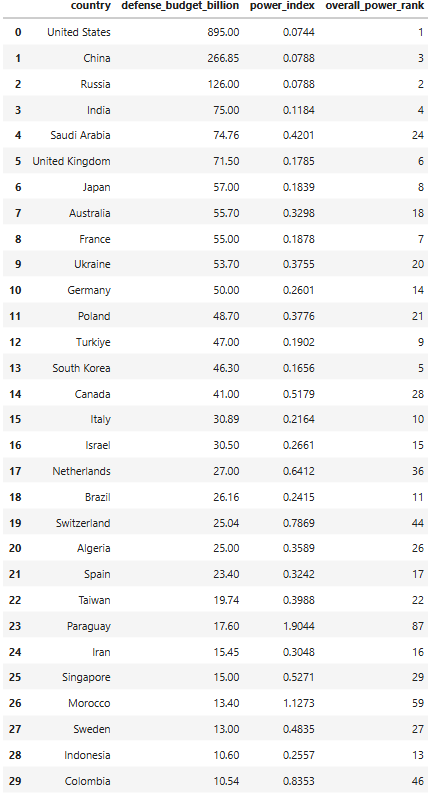 country defense_budget_billion power_index overall_power_rank
0 United States 895.00 0.0744 1
1 China 266.85 0.0788 3
2 Russia 126.00 0.0788 2
3 India 75.00 0.1184 4
4 Saudi Arabia 74.76 0.4201 24
5 United Kingdom 71.50 0.1785 6
6 Japan 57.00 0.1839 8
7 Australia 55.70 0.3298 18
8 France 55.00 0.1878 7
9 Ukraine 53.70 0.3755 20
10 Germany 50.00 0.2601 14
11 Poland 48.70 0.3776 21
12 Turkiye 47.00 0.1902 9
13 South Korea 46.30 0.1656 5
14 Canada 41.00 0.5179 28
15 Italy 30.89 0.2164 10
16 Israel 30.50 0.2661 15
17 Netherlands 27.00 0.6412 36
18 Brazil 26.16 0.2415 11
19 Switzerland 25.04 0.7869 44
20 Algeria 25.00 0.3589 26
21 Spain 23.40 0.3242 17
22 Taiwan 19.74 0.3988 22
23 Paraguay 17.60 1.9044 87
24 Iran 15.45 0.3048 16
25 Singapore 15.00 0.5271 29
26 Morocco 13.40 1.1273 59
27 Sweden 13.00 0.4835 27
28 Indonesia 10.60 0.2557 13
29 Colombia 10.54 0.8353 46